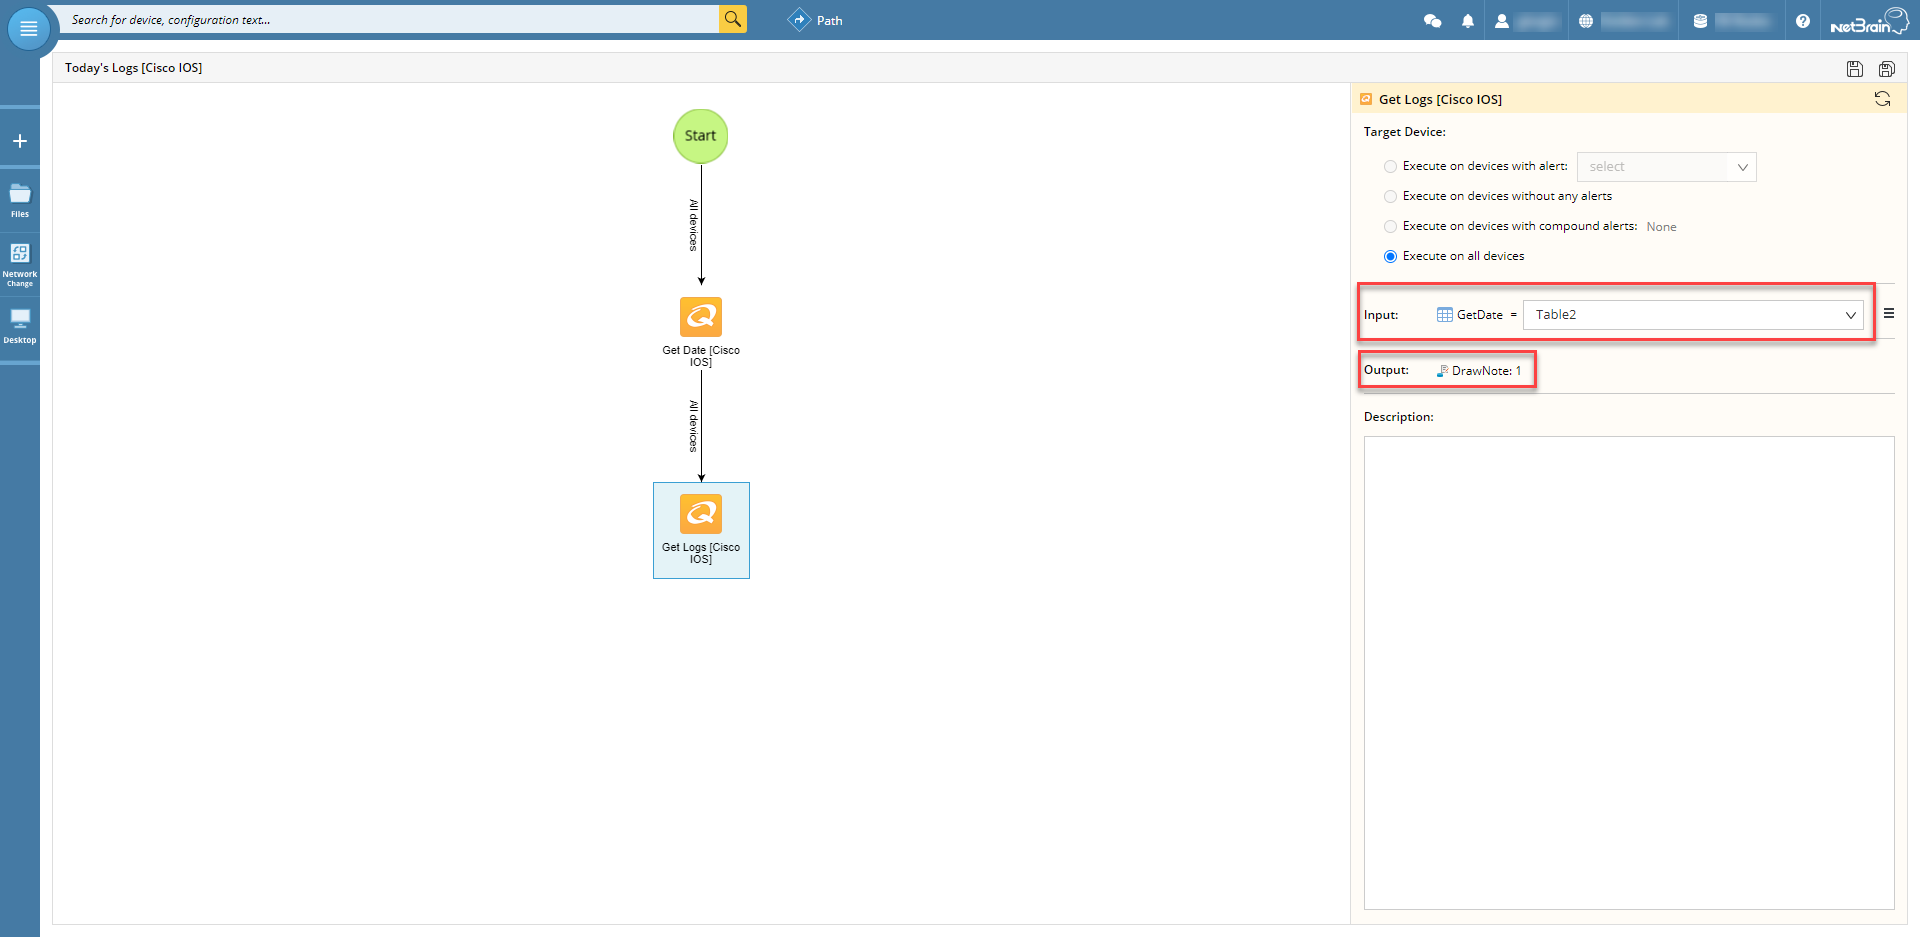 Search for device, configuration text...
Path
NetBrain
Today's Logs [Cisco IOS]
Files
Network
Change
Desktop
Start
All devices
Get Date [Cisco
IOS]
All devices
Get Logs [Cisco
IOS]
Get Logs [Cisco IOS]
Target Device:
Execute on devices with alert: select
Execute on devices without any alerts
Execute on devices with compound alerts: None
Execute on all devices
Input: GetDate = Table2
Output: DrawNote: 1
Description: